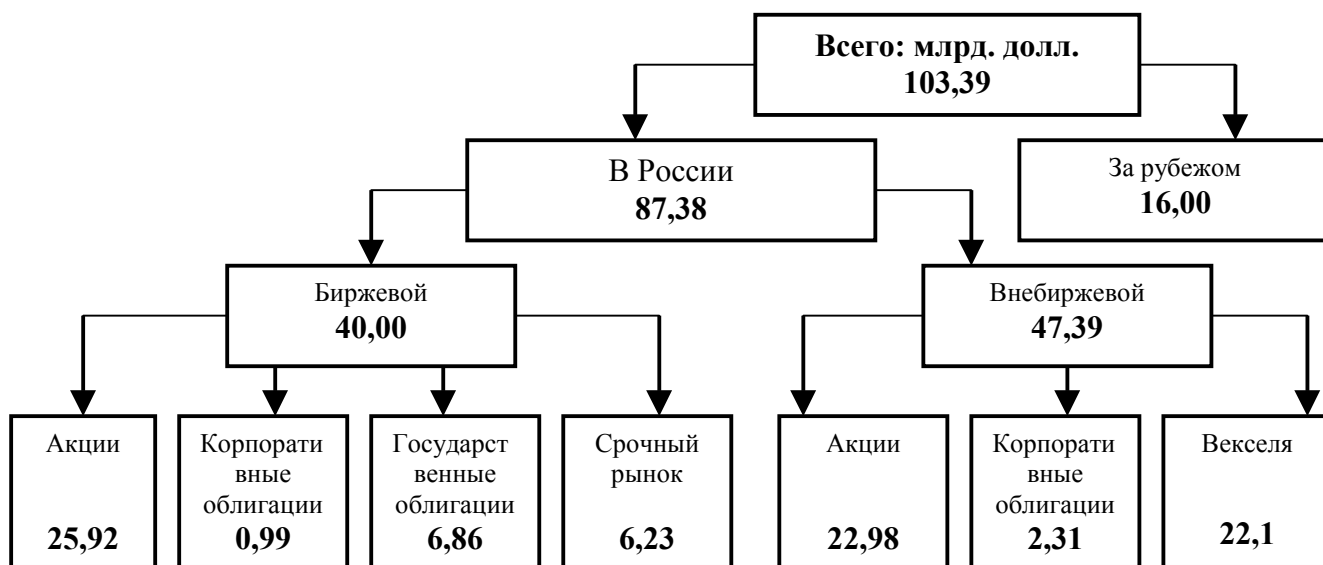 Всего: млрд. долл.
103,39
В России
87,38
За рубежом
16,00
Биржевой
40,00
Внебиржевой
47,39
Акции
25,92
Корпорати
вные
облигации
0,99
Государст
венные
облигации
6,86
Срочный
рынок
6,23
Акции
22,98
Корпорати
вные
облигации
2,31
Векселя
22,1